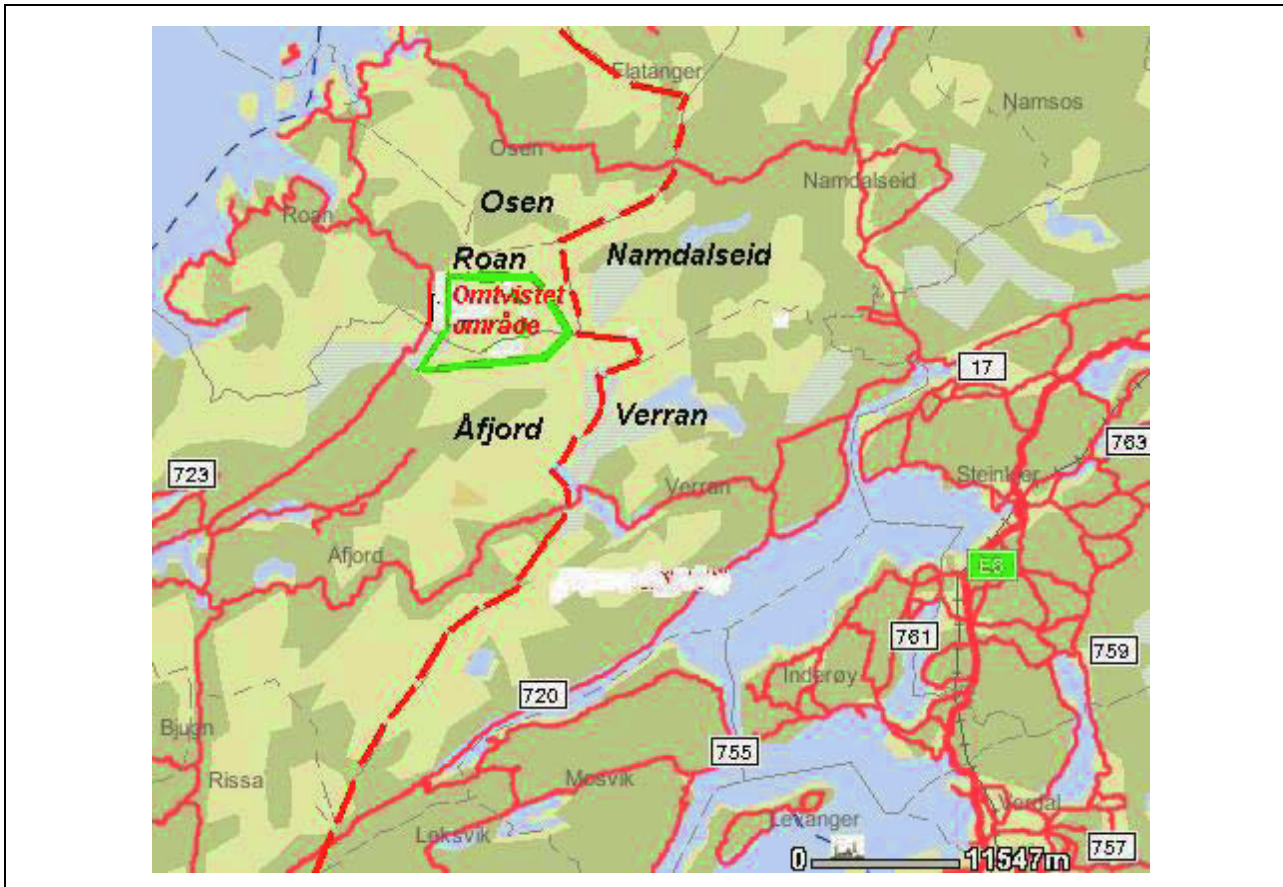 Flatanger
Namsos
Osen
Namdalseid
Osen
Roan
Namdalseid
Roan
Omtvistet
område
17
Åfjord
Verran
763
723
Steinkjer
Verran
Åfjord
E6
761
759
Inderøy
720
Bjugn
755
Rissa
Mosvik
Verdal
Leksvik
Levanger
757
0 11547m